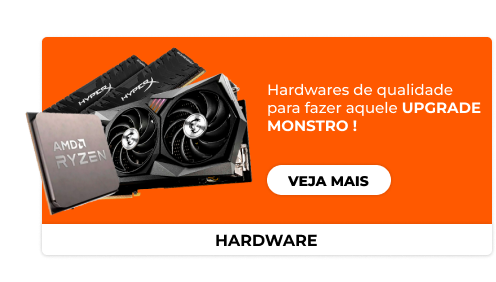 HYPERX
HYPERX
AMD
RYZEN
Hardwares de qualidade
para fazer aquele UPGRADE
MONSTRO !
VEJA MAIS
HARDWARE